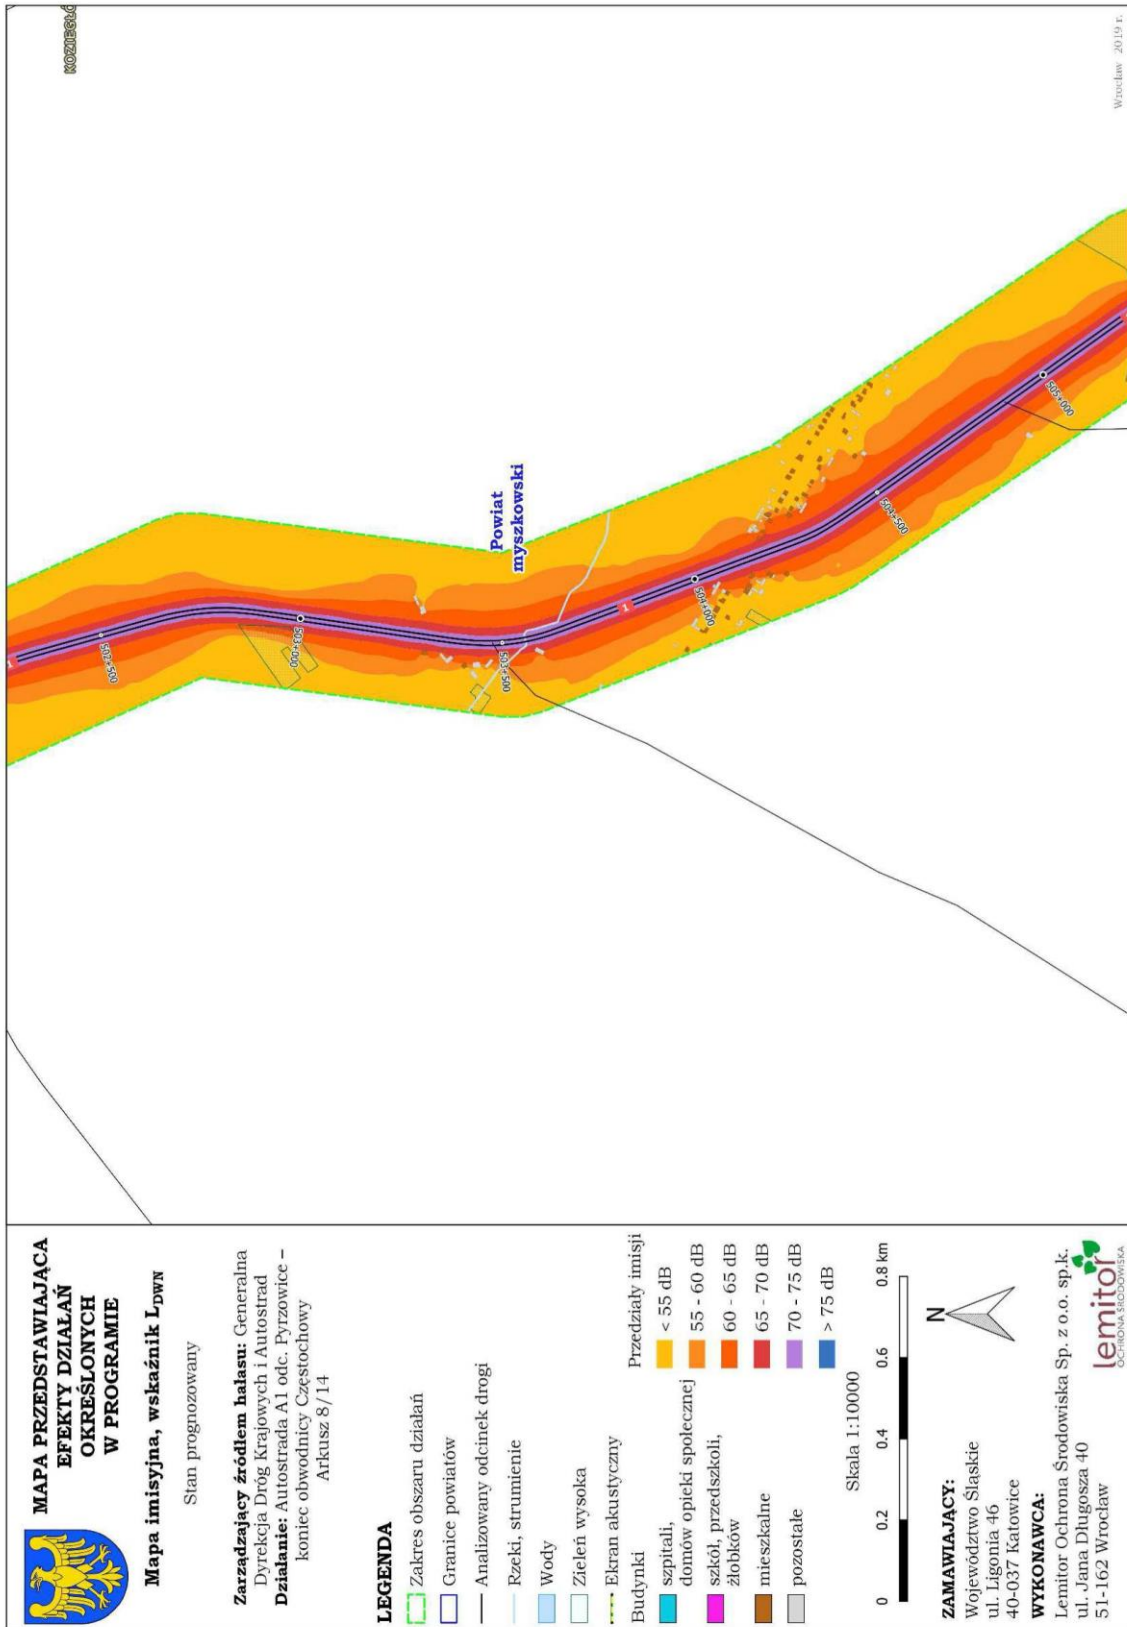 MAPA PRZEDSTAWIAJĄCA
EFEKTY DZIAŁAŃ
OKREŚLONYCH
W PROGRAMIE
Mapa imisyjna, wskaźnik LDWN
Stan prognozowany
Zarządzający źródłem hałasu: Generalna
Dyrekcja Dróg Krajowych i Autostrad
Działanie: Autostrada A1 odc. Pyrzowice –
koniec obwodnicy Częstochowy
Arkusz 8/14
LEGENDA
Zakres obszaru działań
Granice powiatów
Analizowany odcinek drogi
Rzeki, strumienie
Wody
Zieleń wysoka
Ekran akustyczny
Budynki
szpitali,
domów opieki społecznej
szkół, przedszkoli,
żłobków
mieszkalne
pozostałe
Przedziały imisji
< 55 dB
55 - 60 dB
60 - 65 dB
65 - 70 dB
70 - 75 dB
> 75 dB
Skala 1:10000
0 0.2 0.4 0.6 0.8 km
N
ZAMAWIAJĄCY:
Województwo Śląskie
ul. Ligonia 46
40-037 Katowice
WYKONAWCA:
Lemitor Ochrona Środowiska Sp. z o.o. sp.k.
ul. Jana Długosza 40
51-162 Wrocław
lemitor
OCHRONA ŚRODOWISKA
KOZIEGŁÓ
1
502+500
503+000
503+500
Powiat
myszkowski
1
504+000
504+500
505+000
Wrocław 2019 r.